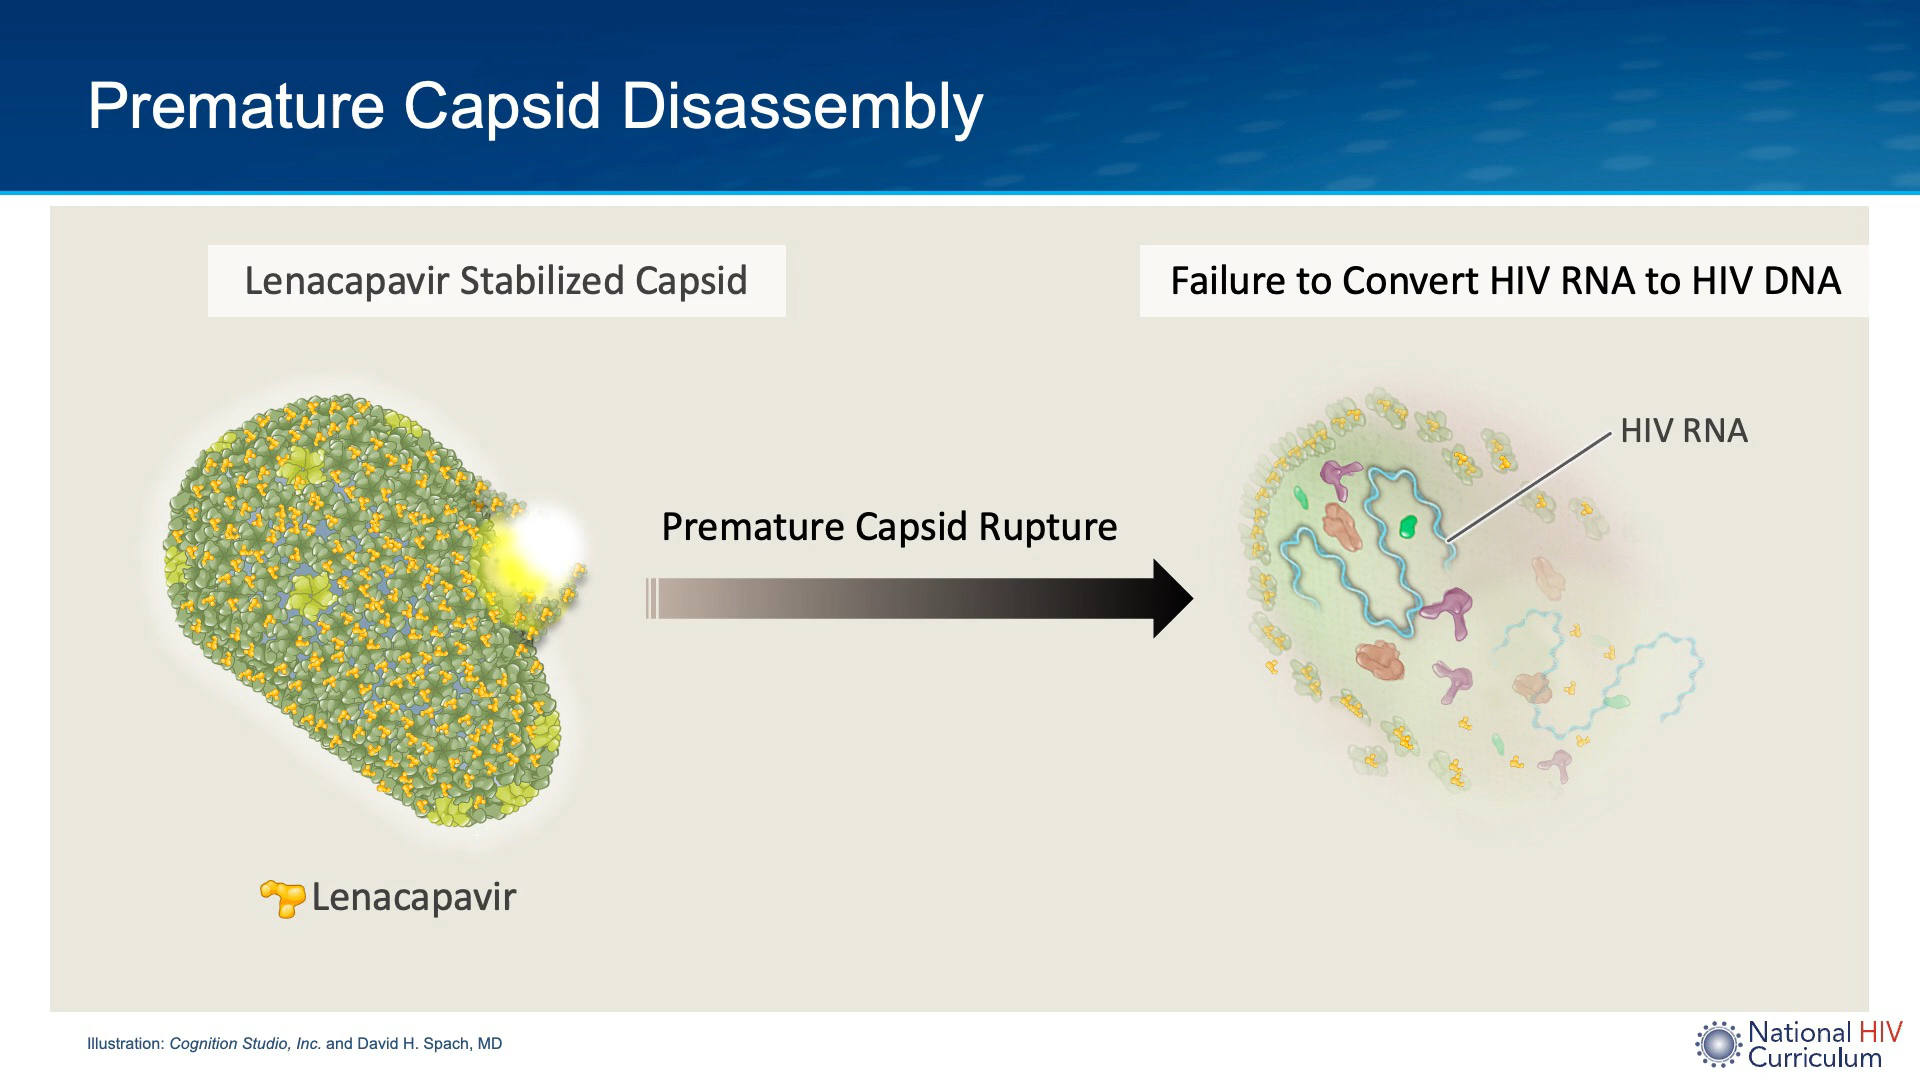 Premature Capsid Disassembly
Lenacapavir Stabilized Capsid
Failure to Convert HIV RNA to HIV DNA
HIV RNA
Premature Capsid Rupture
Lenacapavir
Illustration: Cognition Studio, Inc. and David H. Spach, MD
National HIV
Curriculum